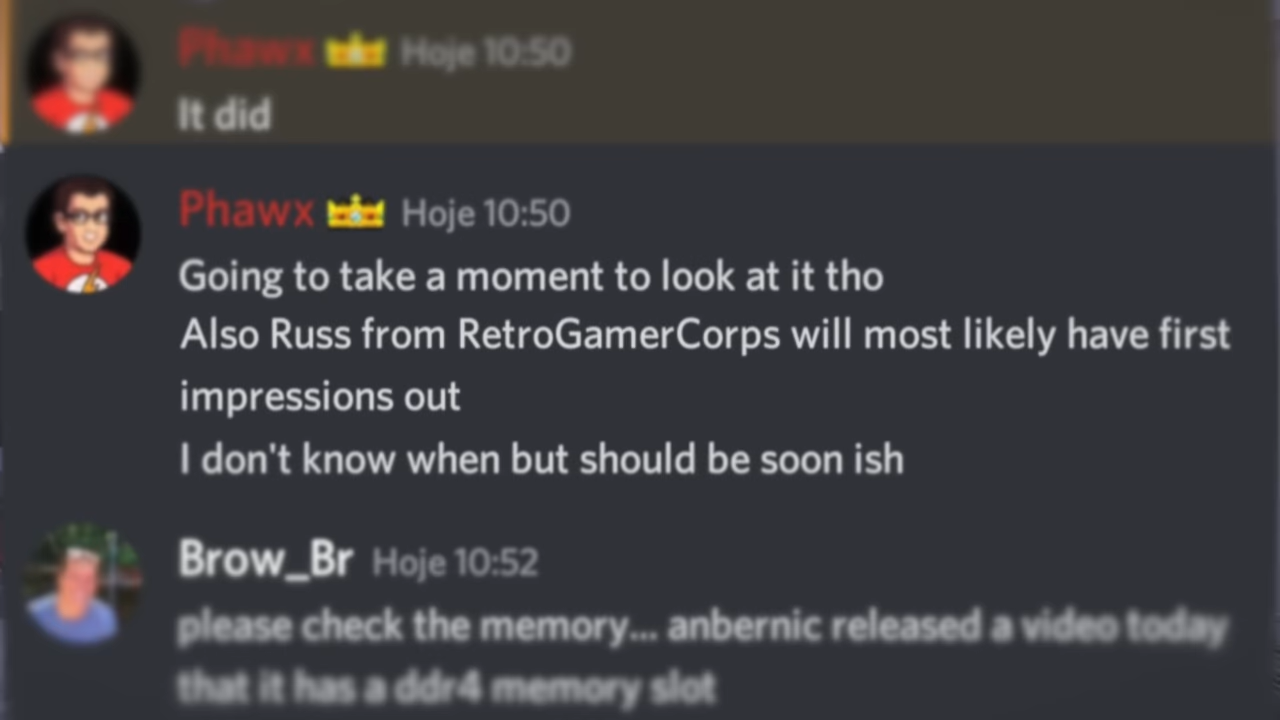 Phawx Hoje 10:50
It did
Phawx Hoje 10:50
Going to take a moment to look at it tho
Also Russ from RetroGamerCorps will most likely have first
impressions out
I don't know when but should be soon ish
Brow_Br Hoje 10:52
please check the memory... anbernic released a video today
that it has a ddr4 memory slot